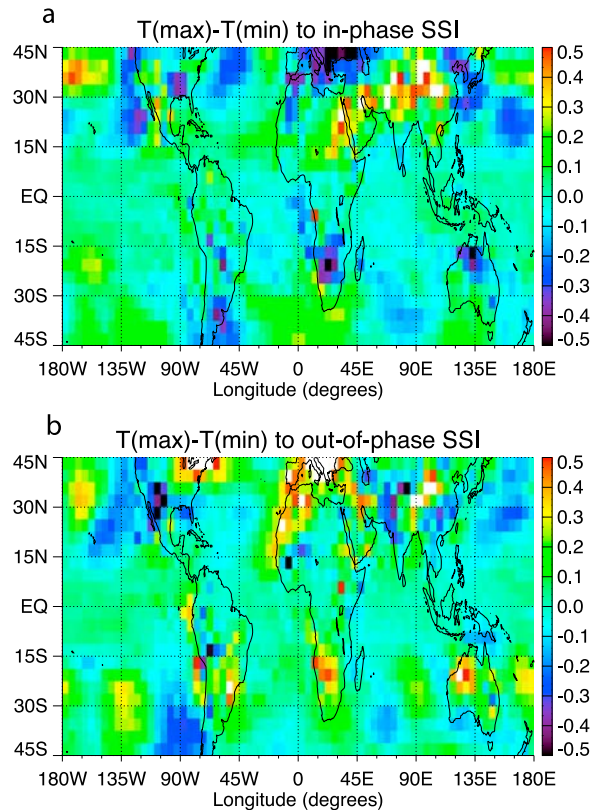 a
T(max)-T(min) to in-phase SSI
45N
30N
15N
EQ
15S
30S
45S
180W 135W 90W 45W 0 45E 90E 135E 180E
Longitude (degrees)
0.5
0.4
0.3
0.2
0.1
0.0
-0.1
-0.2
-0.3
-0.4
-0.5
b
T(max)-T(min) to out-of-phase SSI
45N
30N
15N
EQ
15S
30S
45S
180W 135W 90W 45W 0 45E 90E 135E 180E
Longitude (degrees)
0.5
0.4
0.3
0.2
0.1
0.0
-0.1
-0.2
-0.3
-0.4
-0.5